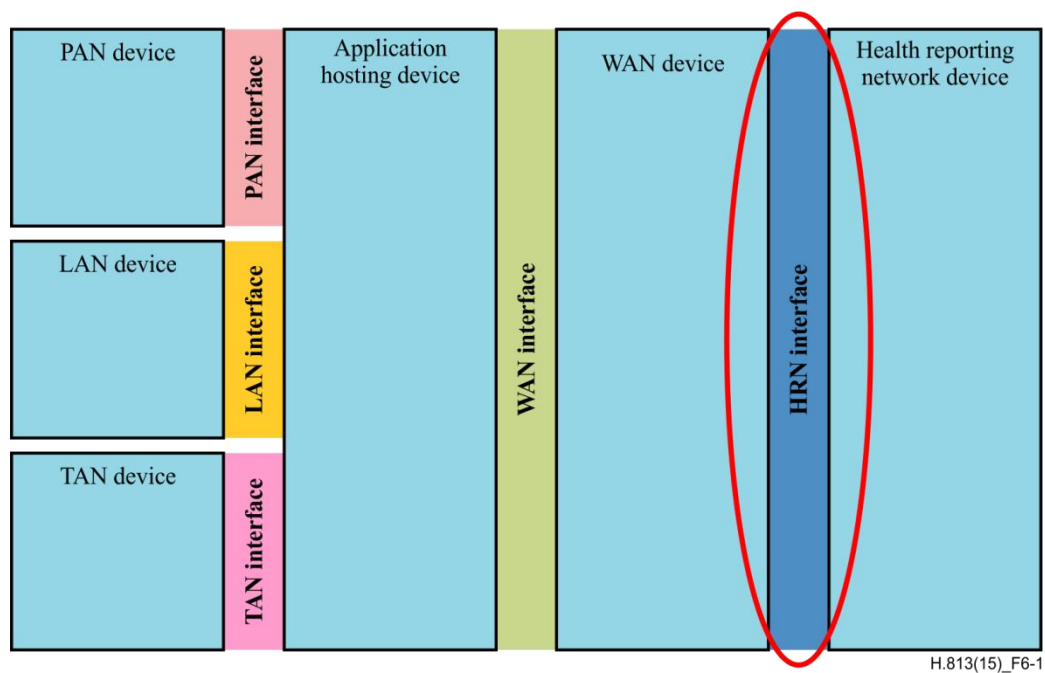 PAN device
PAN interface
LAN device
LAN interface
TAN device
TAN interface
Application
hosting device
WAN interface
WAN device
HRN interface
Health reporting
network device
H.813(15)_F6-1